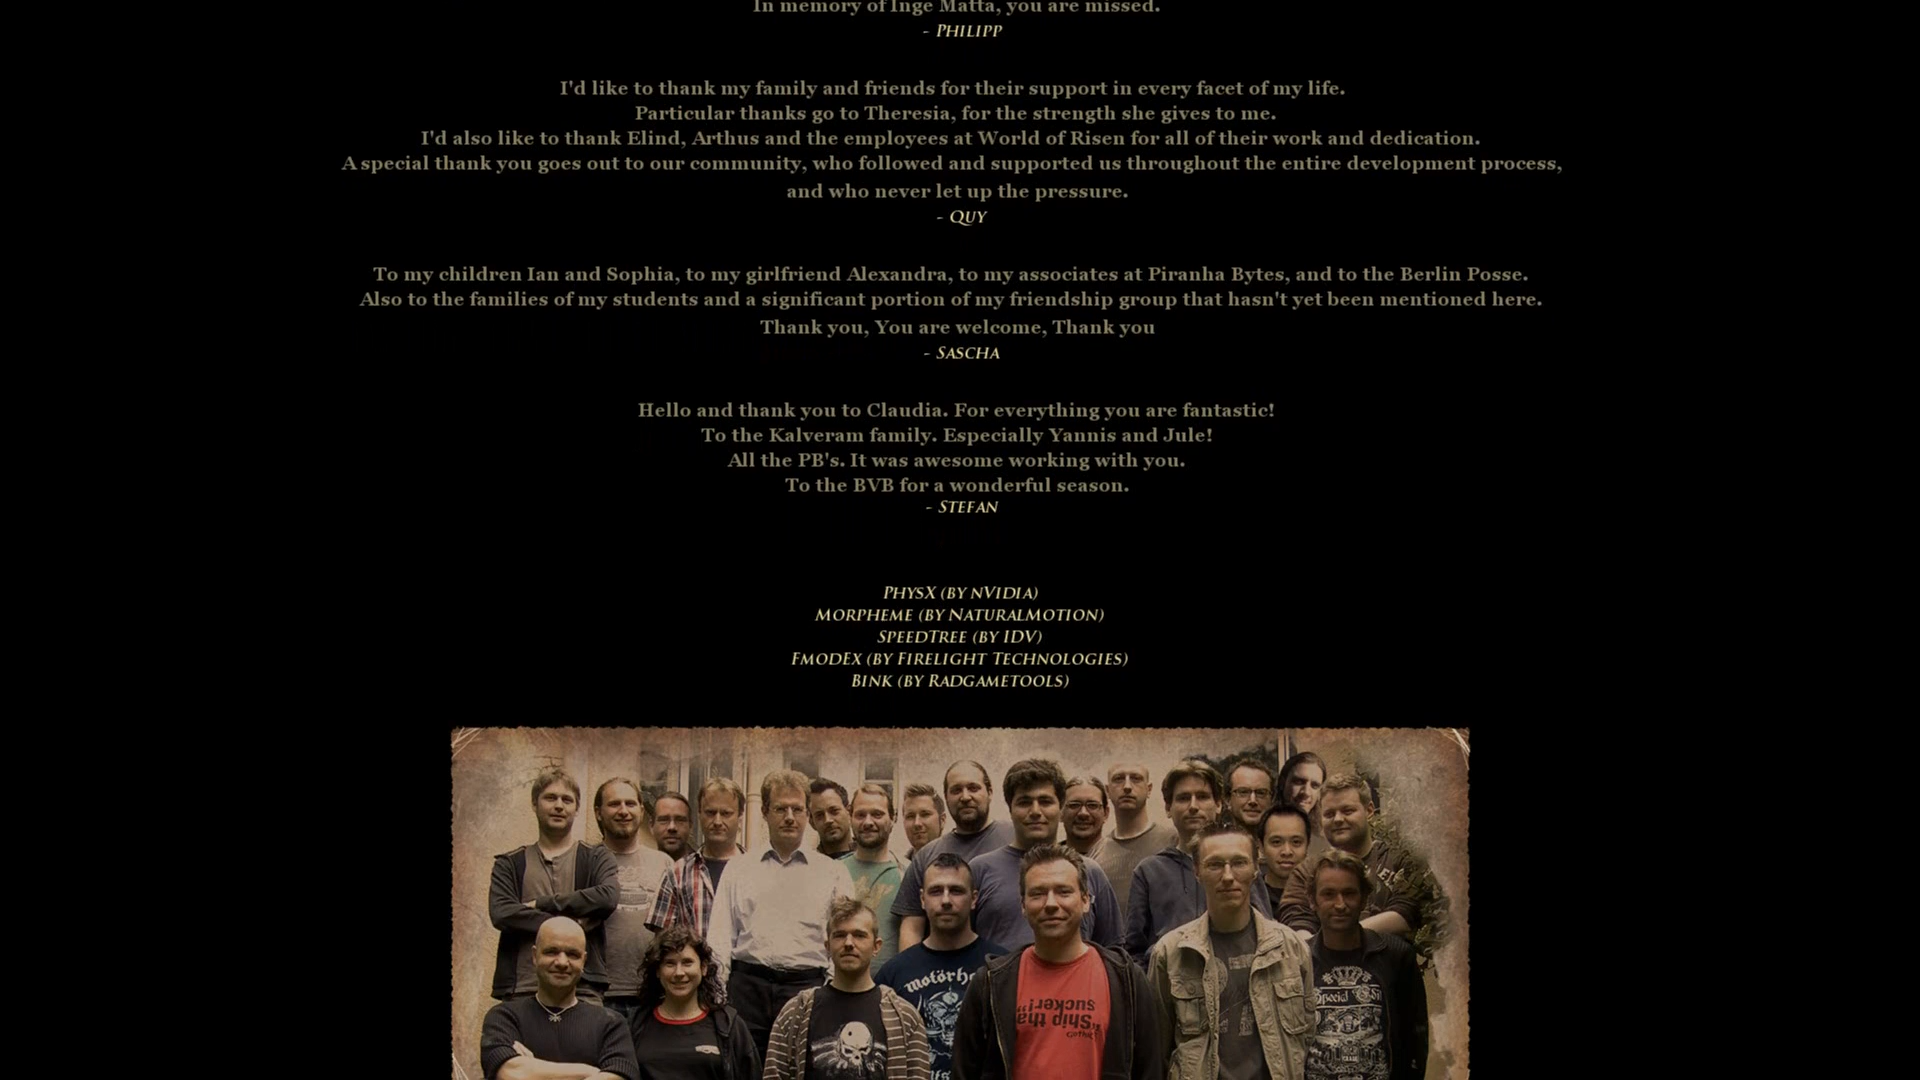 In memory of Inge Matta, you are missed.
- Philipp
I'd like to thank my family and friends for their support in every facet of my life.
Particular thanks go to Theresia, for the strength she gives to me.
I'd also like to thank Elind, Arthus and the employees at World of Risen for all of their work and dedication.
A special thank you goes out to our community, who followed and supported us throughout the entire development process,
and who never let up the pressure.
- Quy
To my children Ian and Sophia, to my girlfriend Alexandra, to my associates at Piranha Bytes, and to the Berlin Posse.
Also to the families of my students and a significant portion of my friendship group that hasn't yet been mentioned here.
Thank you, You are welcome, Thank you
- Sascha
Hello and thank you to Claudia. For everything you are fantastic!
To the Kalveram family. Especially Yannis and Jule!
All the PB's. It was awesome working with you.
To the BVB for a wonderful season.
- Stefan
PhysX (by nVidia)
Morpheme (by NaturalMotion)
SpeedTree (by IDV)
FmodEx (by Firelight Technologies)
Bink (by Radgametools)
Motörhe
"Ship tha
sucker!"
Special Edi